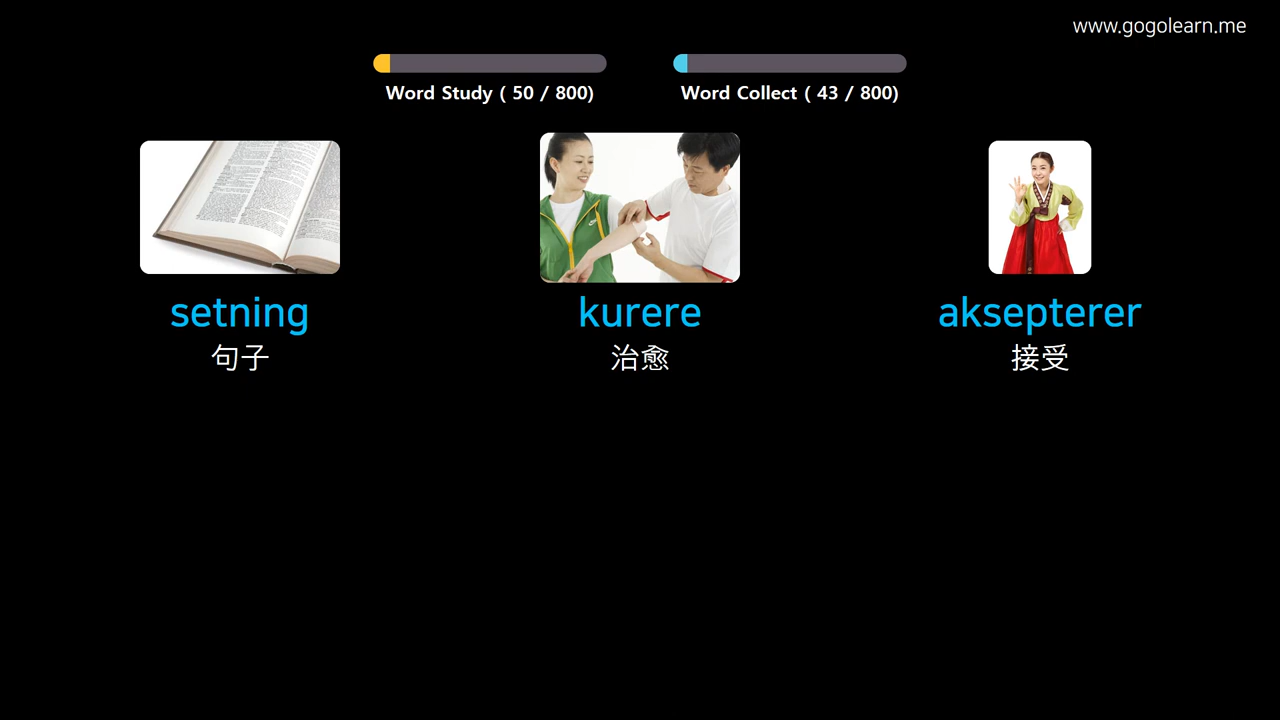 www.gogolearn.me
Word Study ( 50 / 800)
Word Collect ( 43 / 800)
setning
kurere
aksepterer
句子
治愈
接受